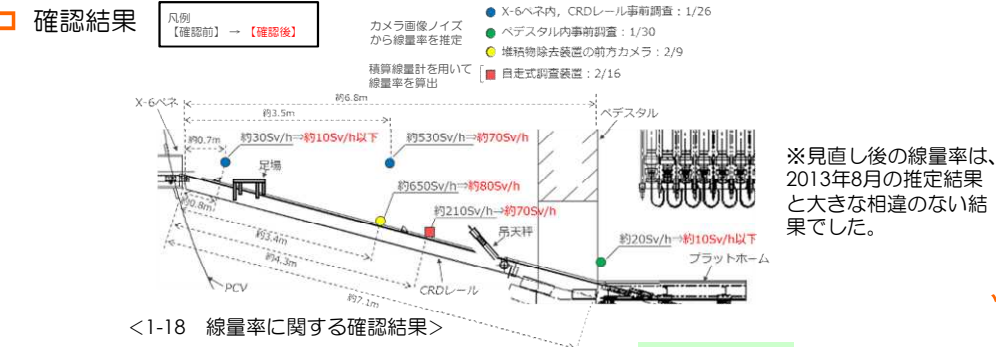 確認結果
凡例
【確認前】 → 【確認後】
カメラ画像ノイズ
から線量率を推定
● X-6ペネ内，CRDレール事前調査：1/26
● ペデスタル内事前調査：1/30
● 堆積物除去装置の前方カメラ：2/9
積算線量計を用いて
線量率を算出
■ 自走式調査装置：2/16
X-6ペネ
約6.8m
約3.5m
ペデスタル
約0.7m
約30Sv/h⇒約10Sv/h以下
約530Sv/h⇒約70Sv/h
足場
約650Sv/h⇒約80Sv/h
約0.8m
約210Sv/h⇒約70Sv/h
吊天秤
約3.4m
約20Sv/h⇒約10Sv/h以下
約4.3m
プラットホーム
PCV
約7.1m
CRDレール
※見直し後の線量率は、
2013年8月の推定結果
と大きな相違のない結
果でした。
＜1-18　線量率に関する確認結果＞